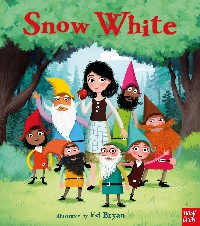 Snow White
illustrated by Ed Bryan
nosy
crow